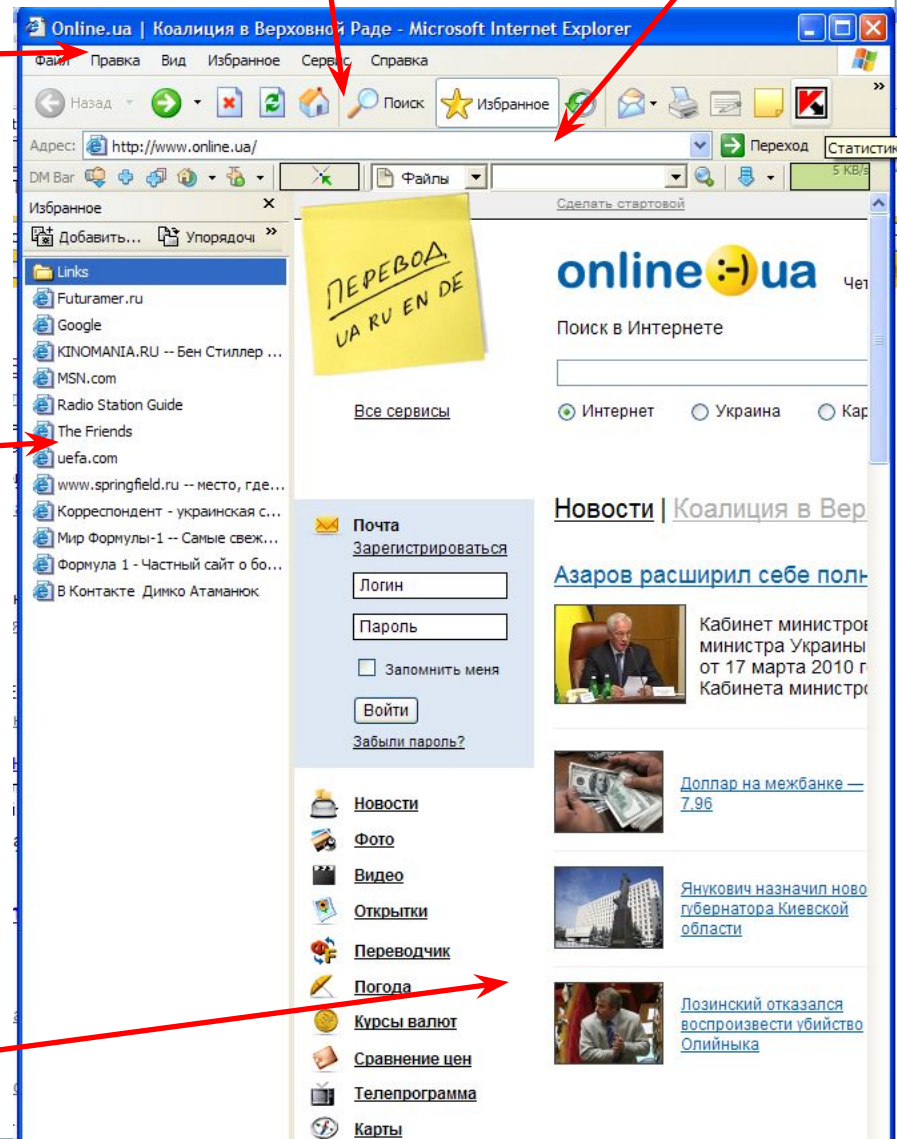 Online.ua | Коалиция в Верховной Раде - Microsoft Internet Explorer
Файл Правка Вид Избранное Сервис Справка
Назад Поиск Избранное »
Адрес: http://www.online.ua/ Переход
Статистик
DM Bar Файлы 5 KB/s
Избранное x
Добавить... Упорядочи »
Links
Futuramer.ru
Google
KINOMANIA.RU -- Бен Стиллер ...
MSN.com
Radio Station Guide
The Friends
uefa.com
www.springfield.ru -- место, где...
Корреспондент - украинская с...
Мир Формулы-1 -- Самые свеж...
Формула 1 - Частный сайт о бо...
В Контакте Димко Атаманюк
Сделать стартовой
ПЕРЕВОД
UA RU EN DE
online :-) ua Чет
Поиск в Интернете
Все сервисы
Интернет Украина Кар
Почта
Зарегистрироваться
Логин
Пароль
Запомнить меня
Войти
Забыли пароль?
Новости
Фото
Видео
Открытки
Переводчик
Погода
Курсы валют
Сравнение цен
Телепрограмма
Карты
Новости | Коалиция в Вер
Азаров расширил себе полн
Кабинет министров
министра Украины
от 17 марта 2010 г
Кабинета министро
Доллар на межбанке —
7,96
Янукович назначил ново
губернатора Киевской
области
Лозинский отказался
воспроизвести убийство
Олийныка